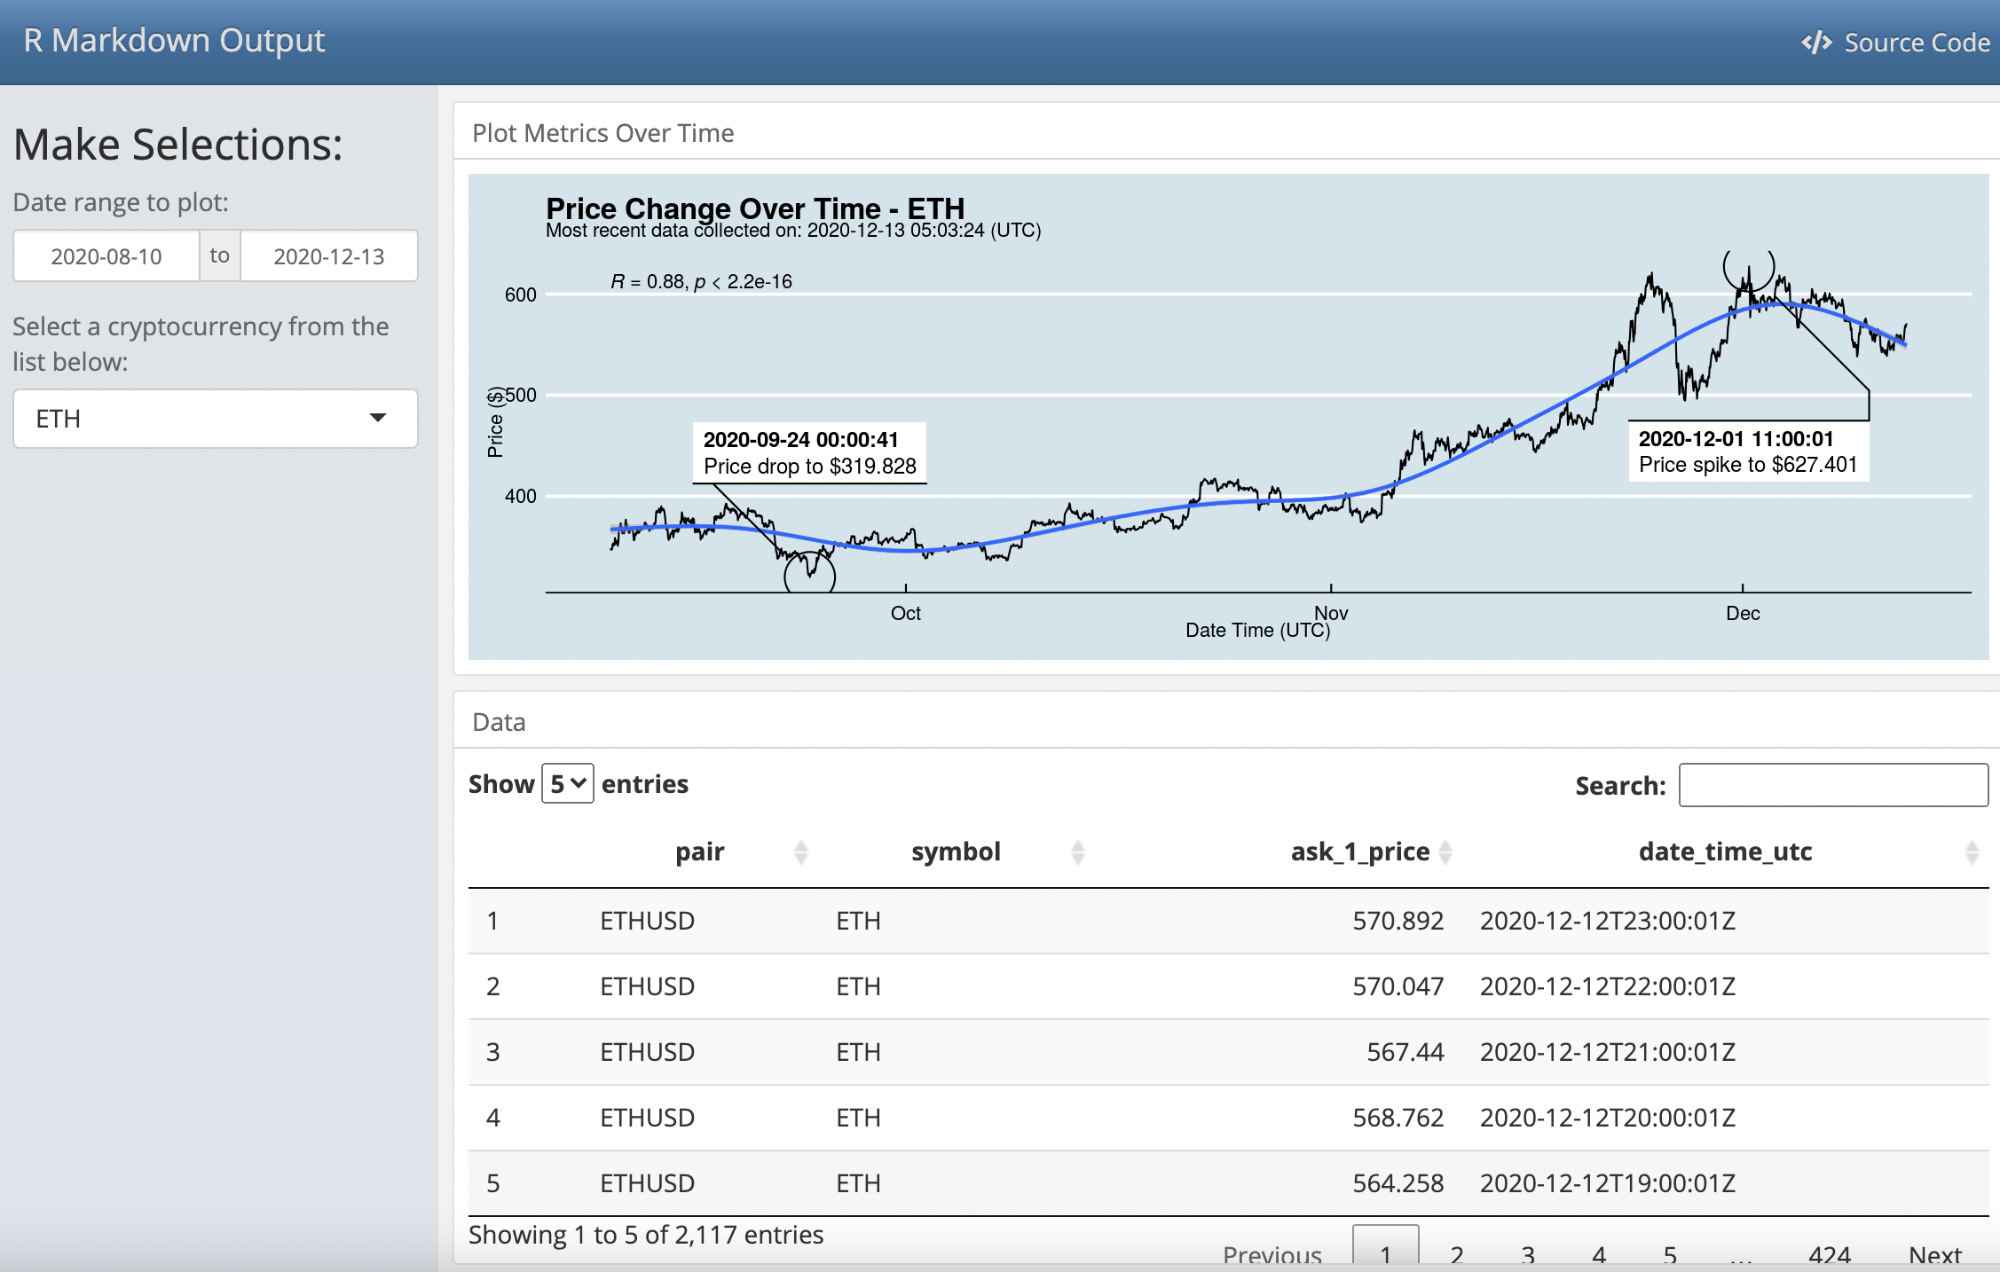 R Markdown Output
</> Source Code
Make Selections:
Date range to plot:
2020-08-10 to 2020-12-13
Select a cryptocurrency from the
list below:
ETH
Plot Metrics Over Time
Price Change Over Time - ETH
Most recent data collected on: 2020-12-13 05:03:24 (UTC)
R = 0.88, p < 2.2e-16
600
500
400
Price ($)
2020-09-24 00:00:41
Price drop to $319.828
2020-12-01 11:00:01
Price spike to $627.401
Oct Nov Dec
Date Time (UTC)
Data
Show 5 entries
Search:
pair symbol ask_1_price date_time_utc
1 ETHUSD ETH 570.892 2020-12-12T23:00:01Z
2 ETHUSD ETH 570.047 2020-12-12T22:00:01Z
3 ETHUSD ETH 567.44 2020-12-12T21:00:01Z
4 ETHUSD ETH 568.762 2020-12-12T20:00:01Z
5 ETHUSD ETH 564.258 2020-12-12T19:00:01Z
Showing 1 to 5 of 2,117 entries
Previous 1 2 3 4 5 … 424 Next